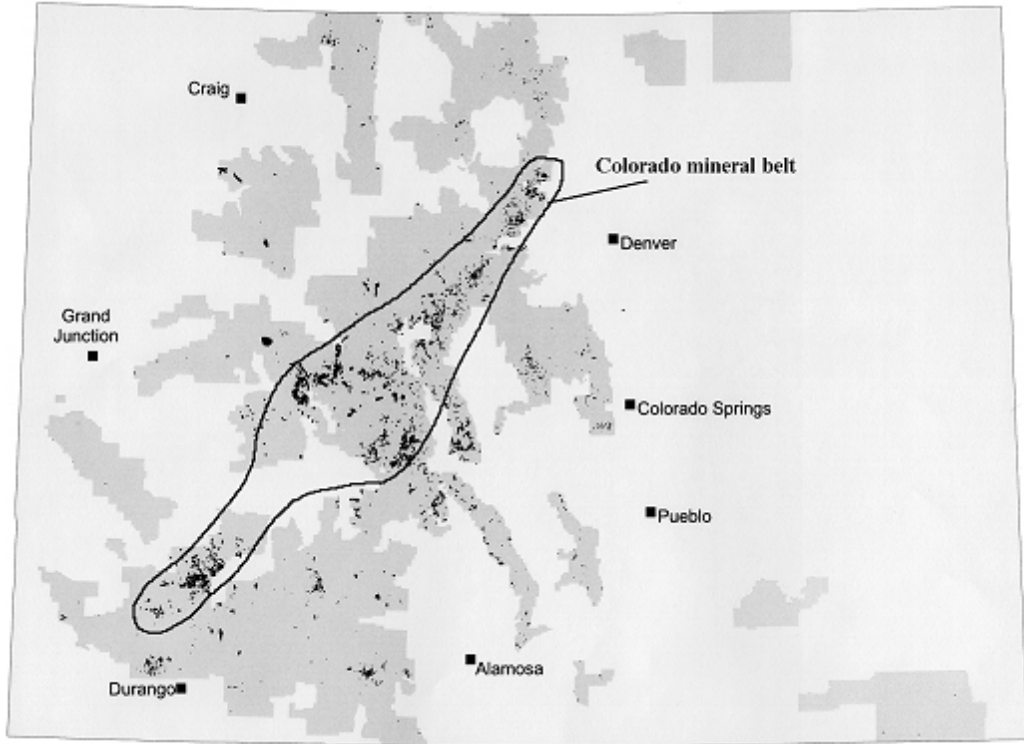 Craig
Colorado mineral belt
Denver
Grand
Junction
Colorado Springs
Pueblo
Alamosa
Durango